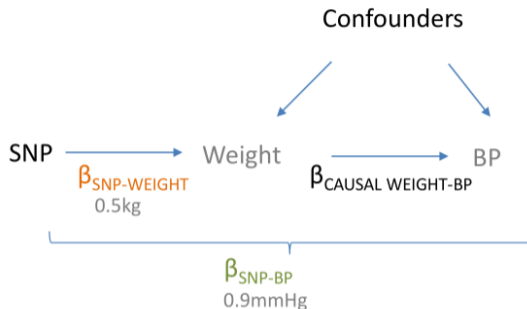 Confounders
SNP
Weight
BP
βSNP-WEIGHT
0.5kg
βCAUSAL WEIGHT-BP
βSNP-BP
0.9mmHg